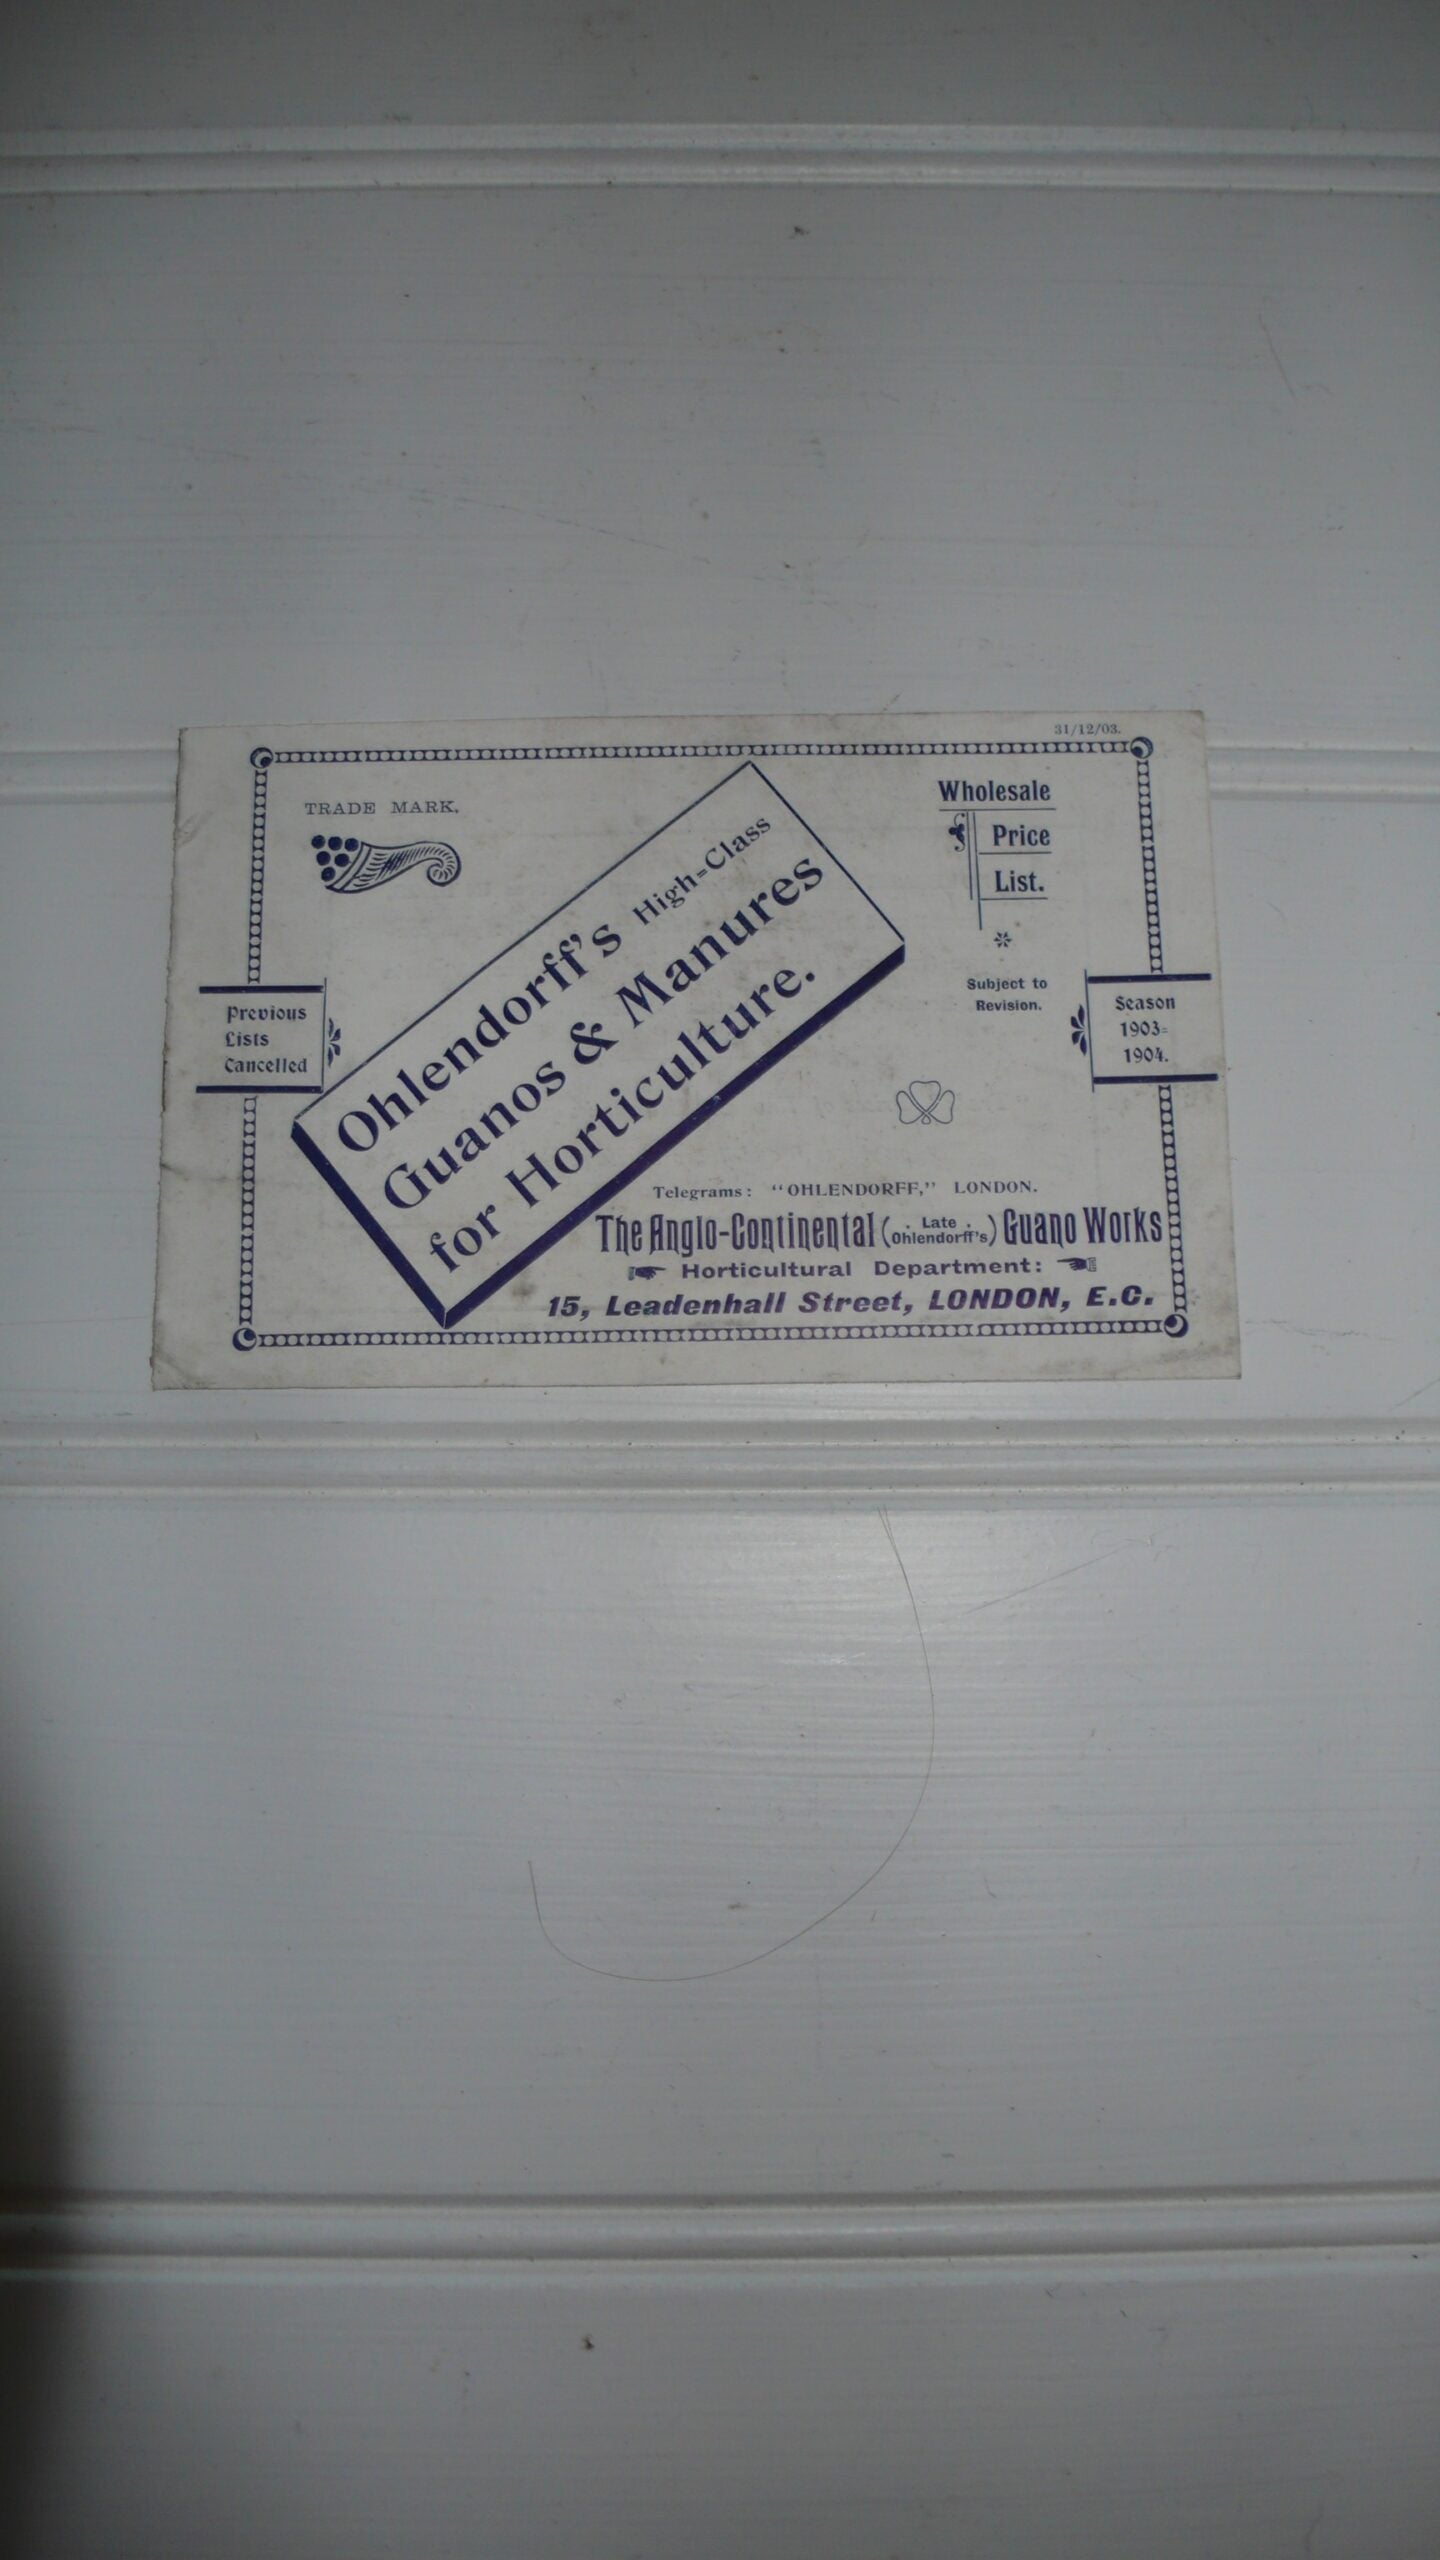 31/12/03.
TRADE MARK.
Wholesale
Price
List.
Subject to
Revision.
Previous
Lists
Cancelled
Season
1903=
1904.
Ohlendorff's High=Class
Guanos & Manures
for Horticulture.
Telegrams: "OHLENDORFF," LONDON.
The Anglo-Continental (Late Ohlendorff's) Guano Works
Horticultural Department:
15, Leadenhall Street, LONDON, E.C.